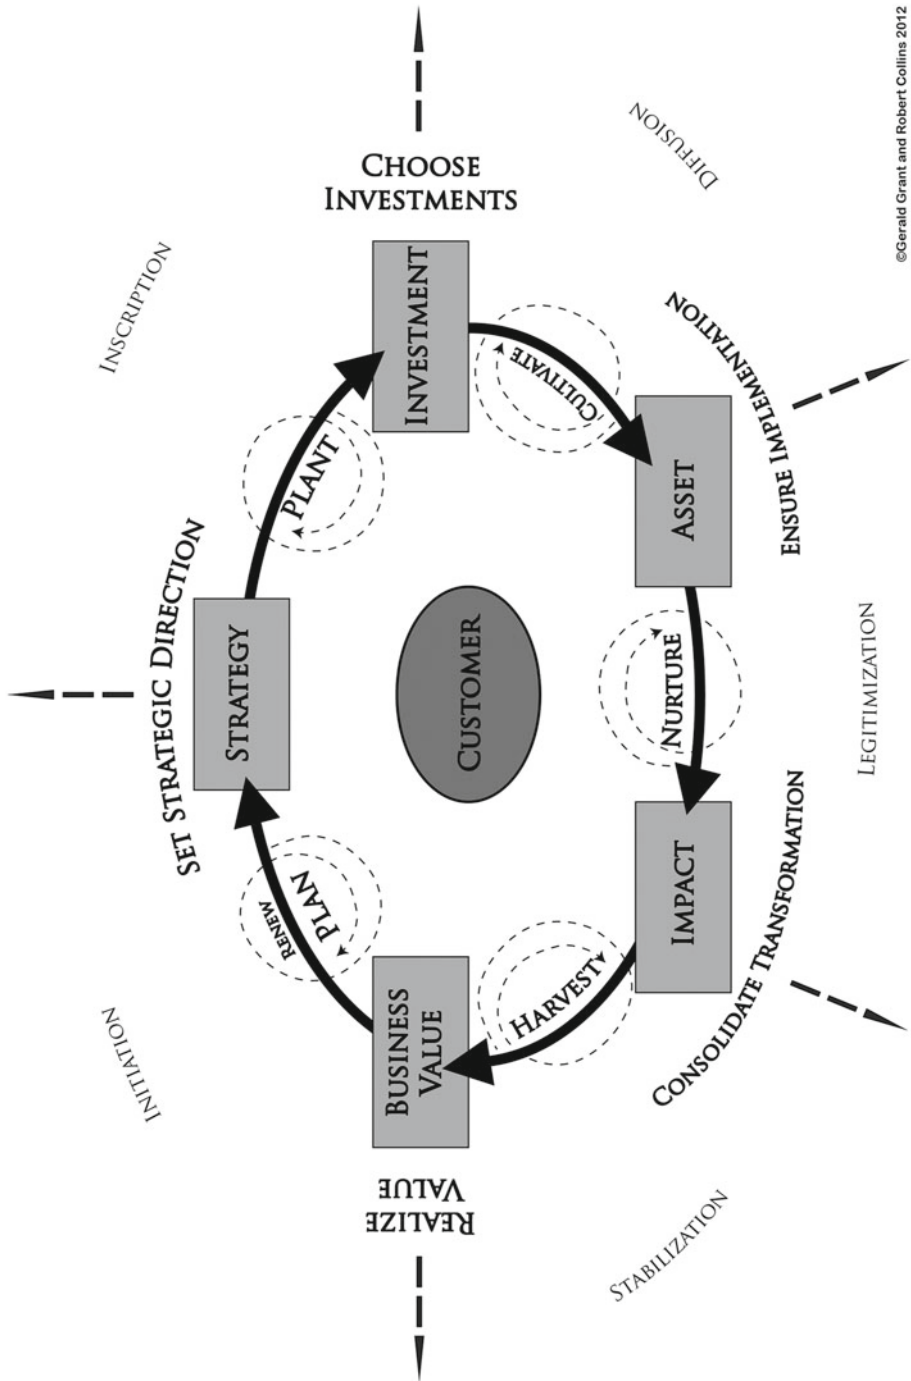 SET STRATEGIC DIRECTION
STRATEGY
INITIATION
INSCRIPTION
RENEW
PLAN
PLANT
REALIZE
VALUE
BUSINESS
VALUE
CUSTOMER
INVESTMENT
CHOOSE
INVESTMENTS
HARVEST
CULTIVATE
NURTURE
IMPACT
ASSET
CONSOLIDATE TRANSFORMATION
ENSURE IMPLEMENTATION
STABILIZATION
LEGITIMIZATION
DIFFUSION
©Gerald Grant and Robert Collins 2012